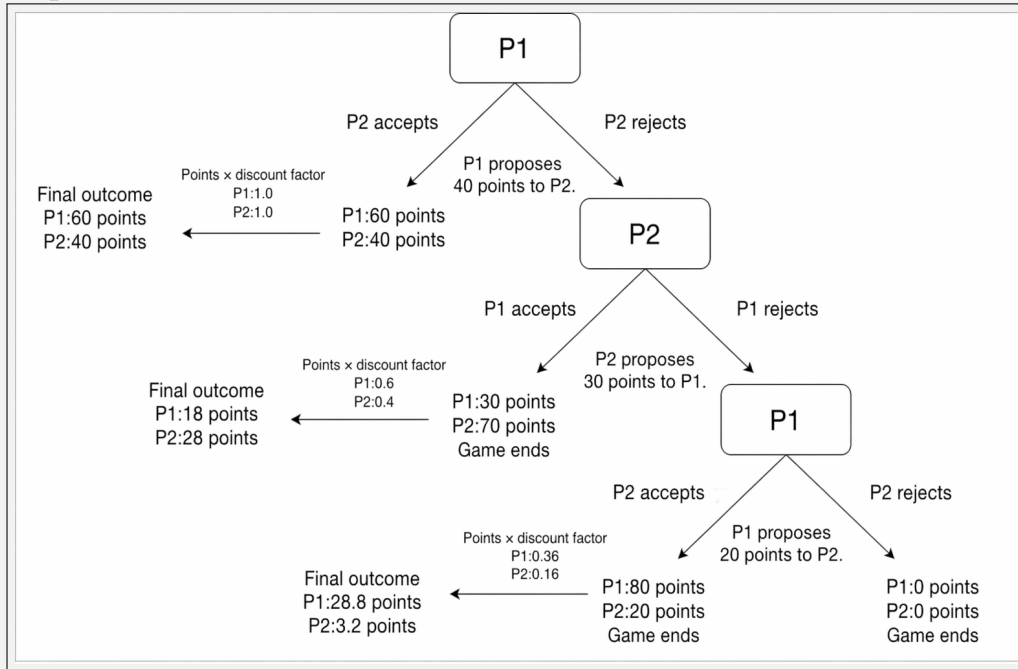 P1
P2 accepts
P2 rejects
P1 proposes
40 points to P2.
Points × discount factor
P1:1.0
P2:1.0
Final outcome
P1:60 points
P2:40 points
P1:60 points
P2:40 points
P2
P1 accepts
P1 rejects
P2 proposes
30 points to P1.
Points × discount factor
P1:0.6
P2:0.4
Final outcome
P1:18 points
P2:28 points
P1:30 points
P2:70 points
Game ends
P1
P2 accepts
P2 rejects
P1 proposes
20 points to P2.
Points × discount factor
P1:0.36
P2:0.16
Final outcome
P1:28.8 points
P2:3.2 points
P1:80 points
P2:20 points
Game ends
P1:0 points
P2:0 points
Game ends